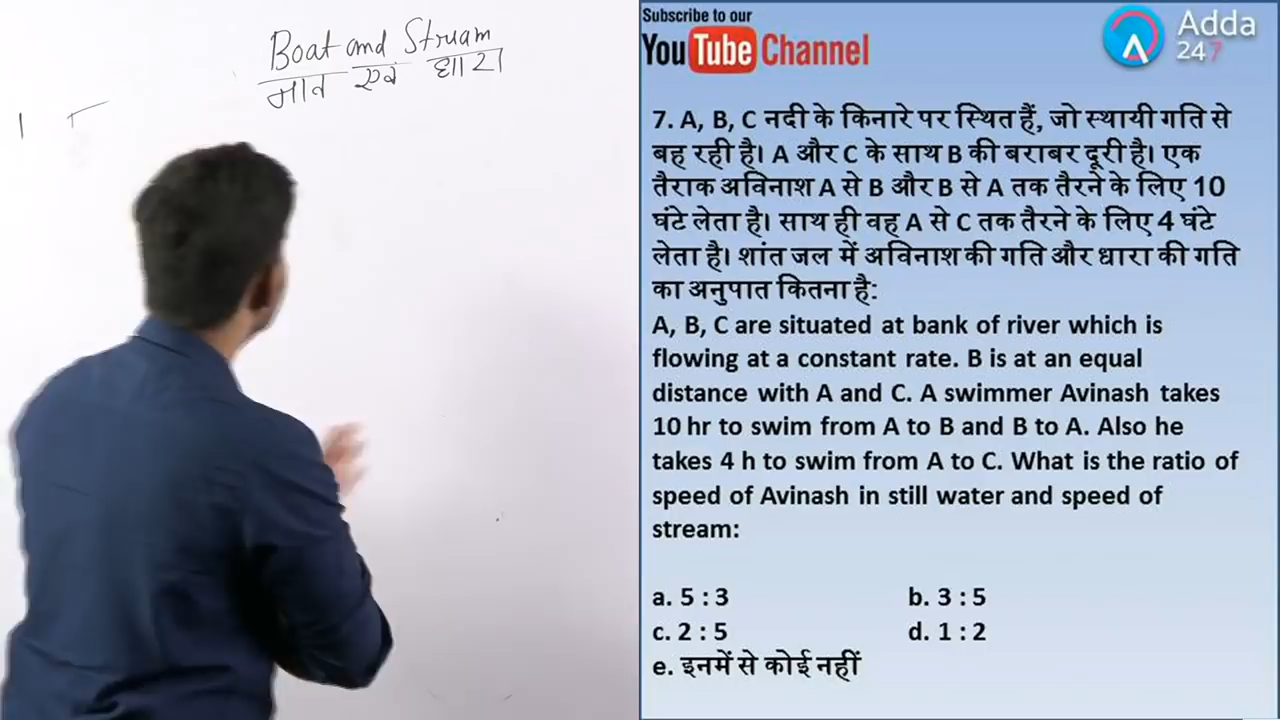 Boat and Stream
नाव एवं धारा
Subscribe to our
YouTube Channel
Adda
247
7. A, B, C नदी के किनारे पर स्थित हैं, जो स्थायी गति से
बह रही है। A और C के साथ B की बराबर दूरी है। एक
तैराक अविनाश A से B और B से A तक तैरने के लिए 10
घंटे लेता है। साथ ही वह A से C तक तैरने के लिए 4 घंटे
लेता है। शांत जल में अविनाश की गति और धारा की गति
का अनुपात कितना है:
A, B, C are situated at bank of river which is
flowing at a constant rate. B is at an equal
distance with A and C. A swimmer Avinash takes
10 hr to swim from A to B and B to A. Also he
takes 4 h to swim from A to C. What is the ratio of
speed of Avinash in still water and speed of
stream:
a. 5 : 3 b. 3 : 5
c. 2 : 5 d. 1 : 2
e. इनमें से कोई नहीं